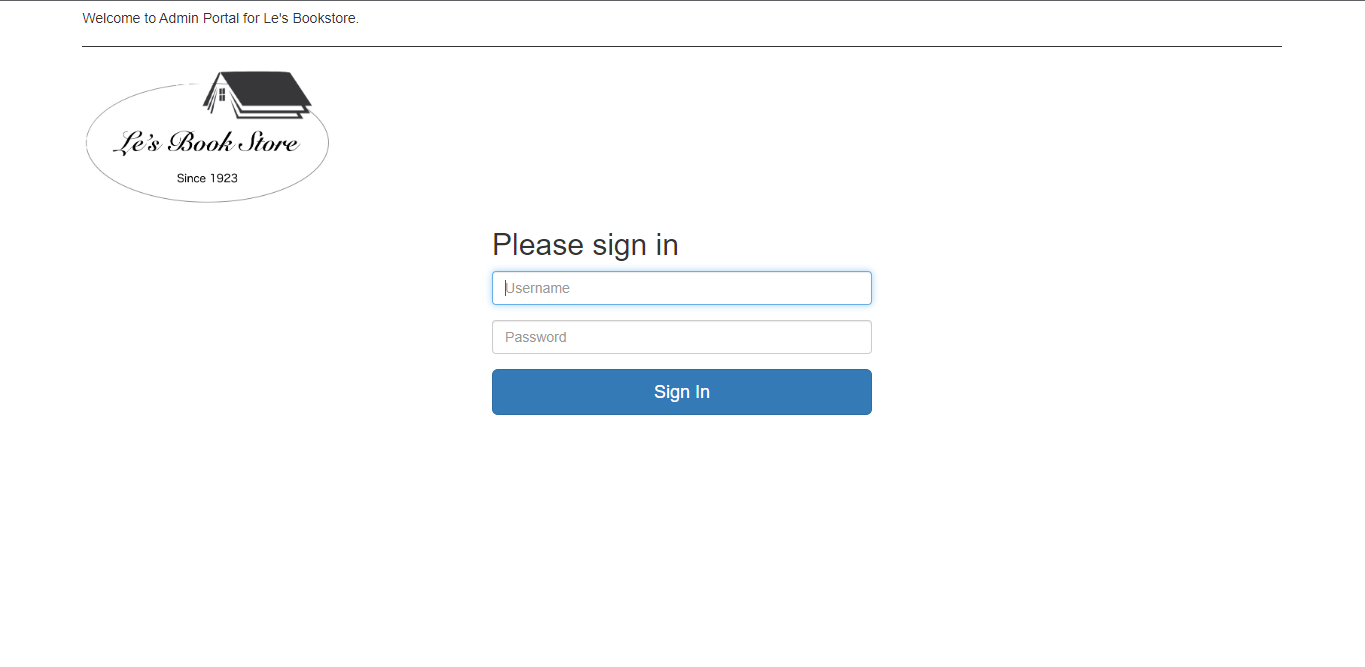 Welcome to Admin Portal for Le's Bookstore.
Le's Book Store
Since 1923
Please sign in
Username
Password
Sign In